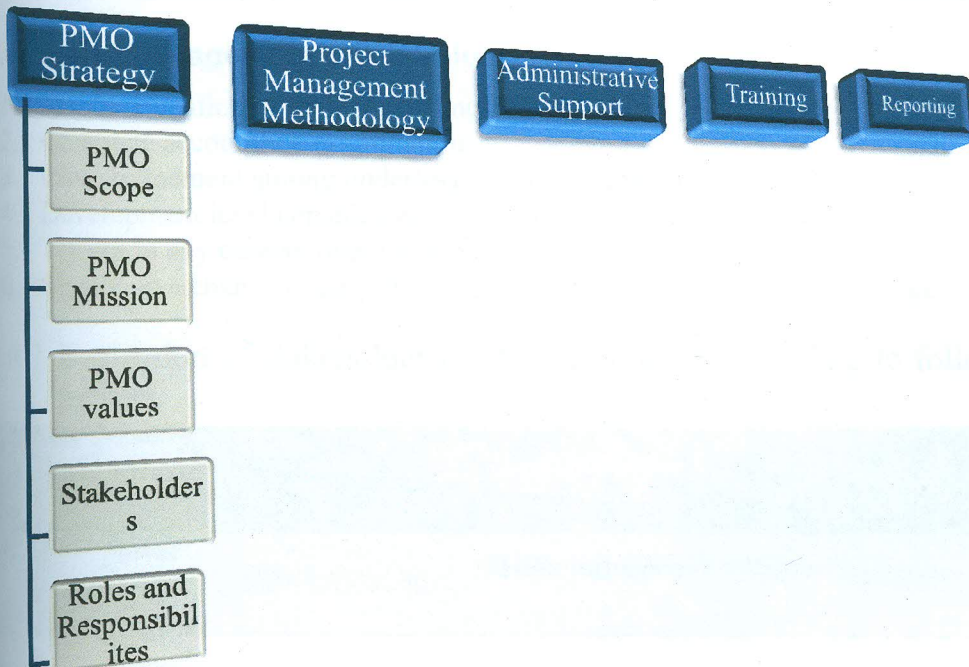 PMO
Strategy
Project
Management
Methodology
Administrative
Support
Training
Reporting
PMO
Scope
PMO
Mission
PMO
values
Stakeholder
s
Roles and
Responsibil
ites